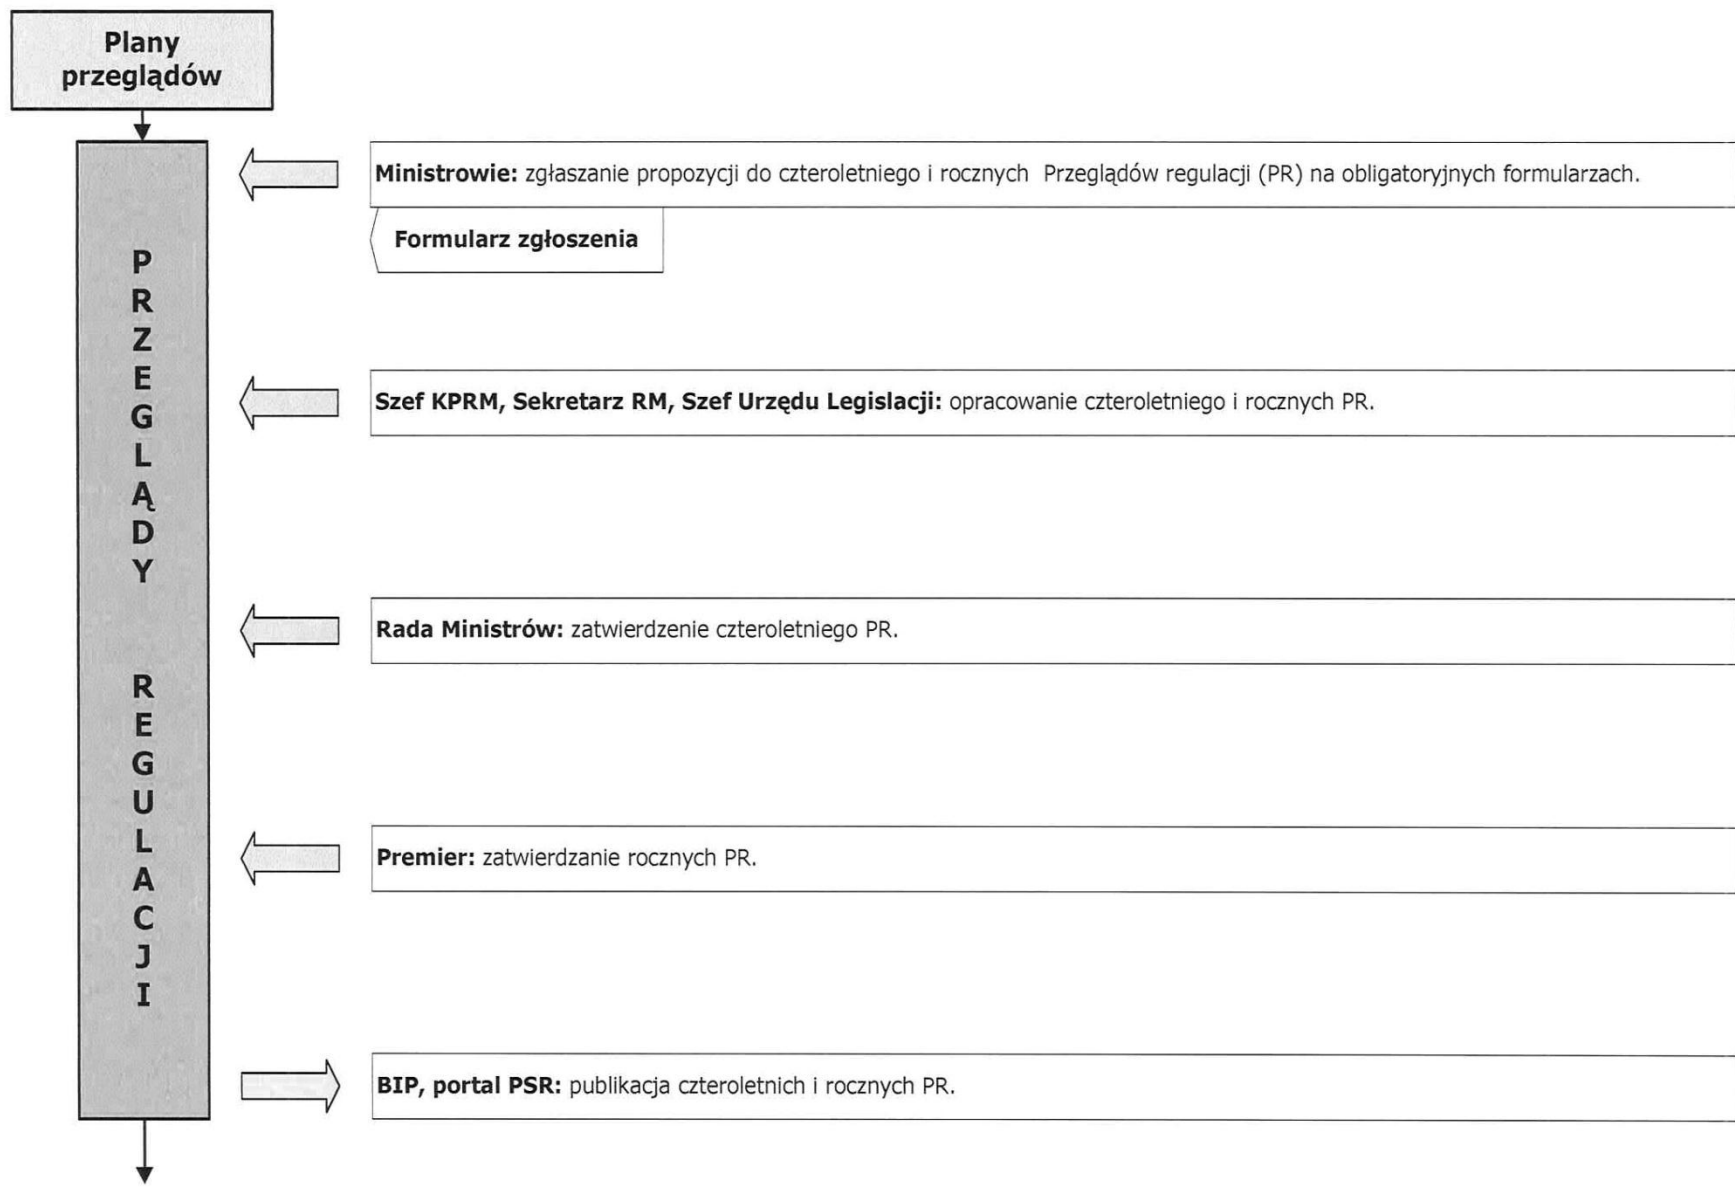 Plany
przeglądów
Ministrowie: zgłaszanie propozycji do czteroletniego i rocznych Przeglądów regulacji (PR) na obligatoryjnych formularzach.
Formularz zgłoszenia
Szef KPRM, Sekretarz RM, Szef Urzędu Legislacji: opracowanie czteroletniego i rocznych PR.
Rada Ministrów: zatwierdzenie czteroletniego PR.
Premier: zatwierdzanie rocznych PR.
BIP, portal PSR: publikacja czteroletnich i rocznych PR.
PRZEGLĄDY REGULACJI